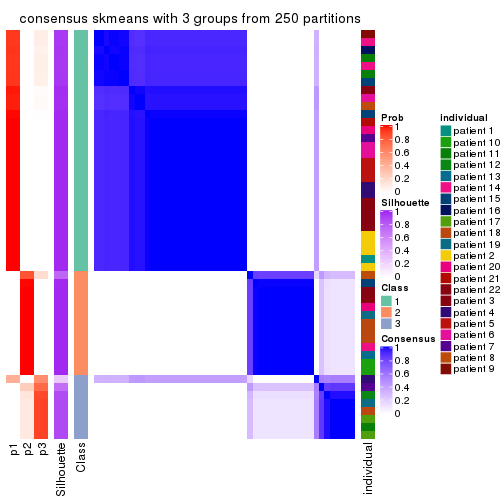 consensus skmeans with 3 groups from 250 partitions
Prob
1
0.8
0.6
0.4
0.2
0
Silhouette
1
0.8
0.6
0.4
0.2
0
Class
1
2
3
Consensus
1
0.8
0.6
0.4
0.2
0
individual
patient 1
patient 10
patient 11
patient 12
patient 13
patient 14
patient 15
patient 16
patient 17
patient 18
patient 19
patient 2
patient 20
patient 21
patient 22
patient 3
patient 4
patient 5
patient 6
patient 7
patient 8
patient 9
p1
p2
p3
Silhouette
Class
individual